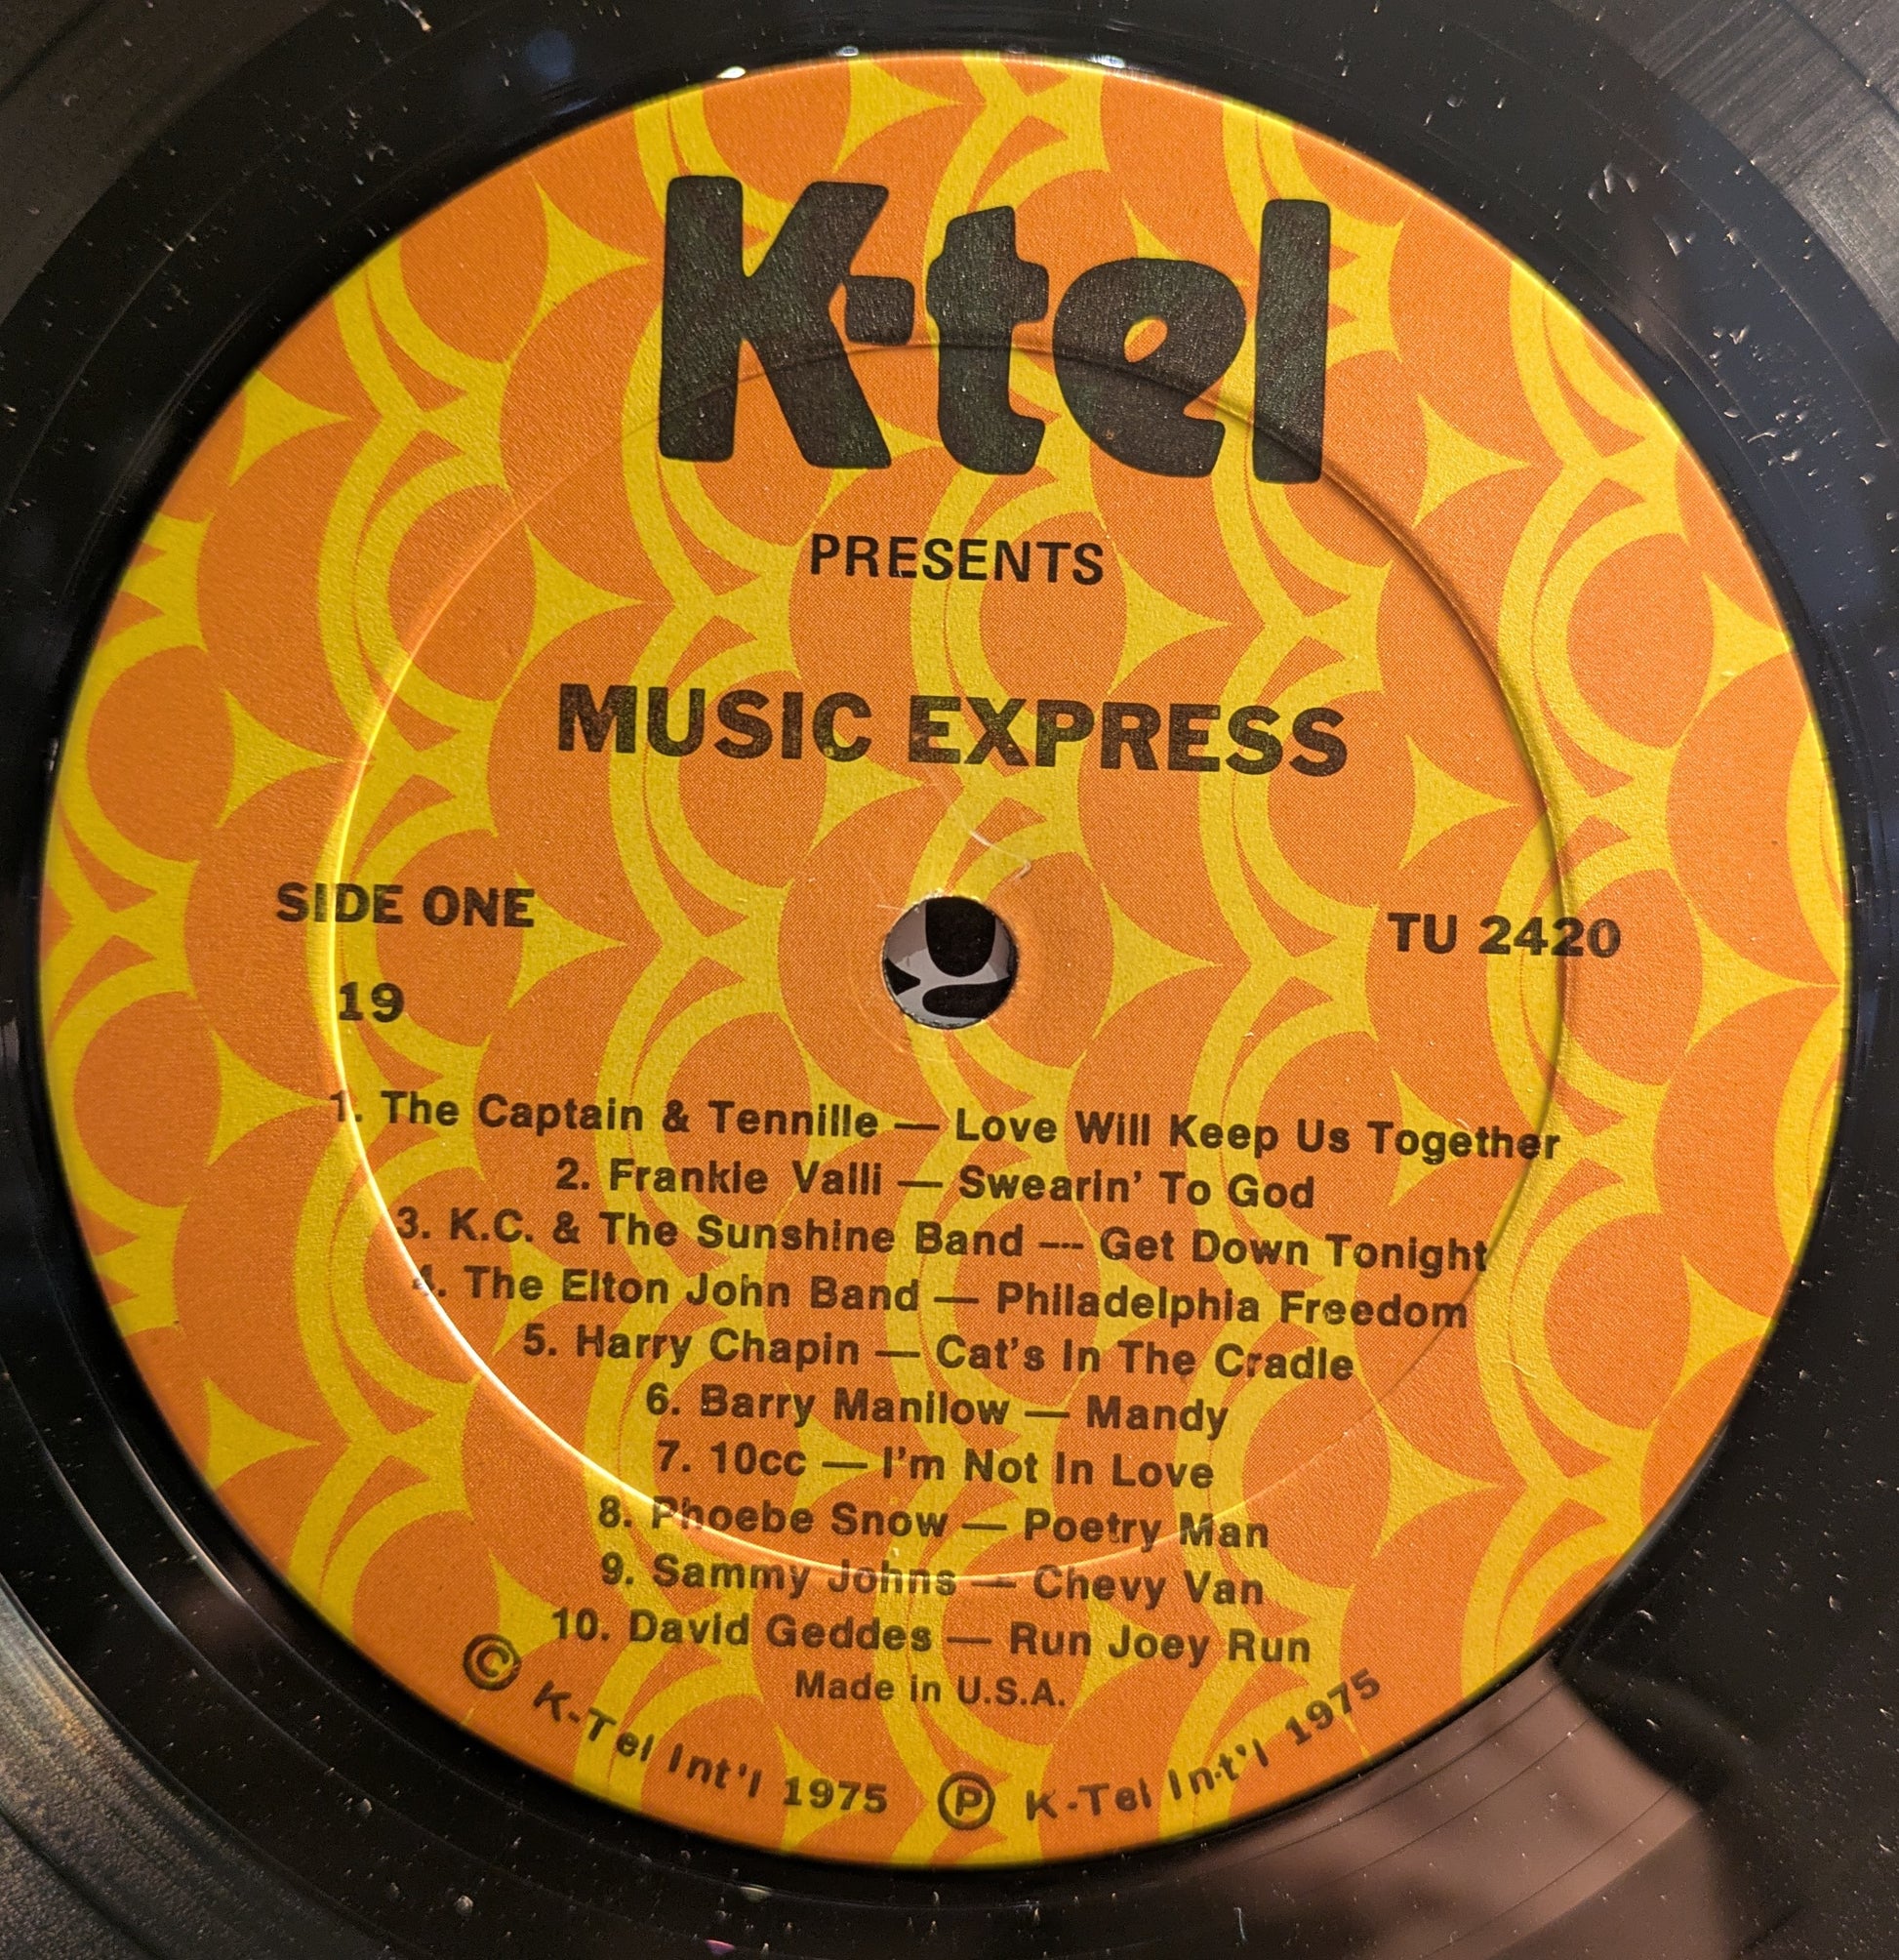 K-tel
PRESENTS
MUSIC EXPRESS
SIDE ONE
TU 2420
19
1. The Captain & Tennille — Love Will Keep Us Together
2. Frankie Valli — Swearin' To God
3. K.C. & The Sunshine Band — Get Down Tonight
4. The Elton John Band — Philadelphia Freedom
5. Harry Chapin — Cat's In The Cradle
6. Barry Manilow — Mandy
7. 10cc — I'm Not In Love
8. Phoebe Snow — Poetry Man
9. Sammy Johns — Chevy Van
10. David Geddes — Run Joey Run
Made in U.S.A.
© K-Tel Int'l 1975 Ⓟ K-Tel In·t'l 1975